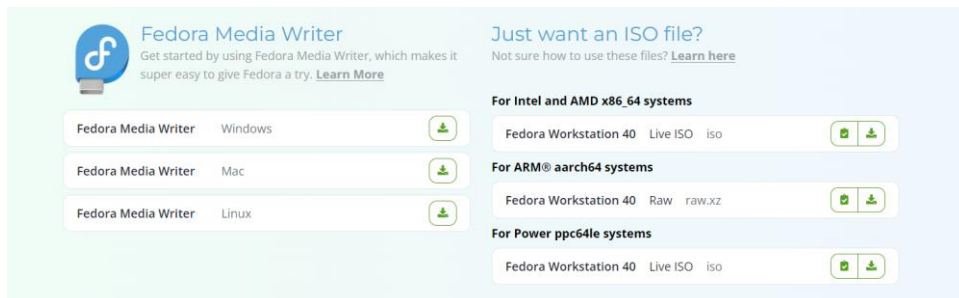 Fedora Media Writer
Get started by using Fedora Media Writer, which makes it
super easy to give Fedora a try. Learn More
Fedora Media Writer Windows
Fedora Media Writer Mac
Fedora Media Writer Linux
Just want an ISO file?
Not sure how to use these files? Learn here
For Intel and AMD x86_64 systems
Fedora Workstation 40 Live ISO iso
For ARM® aarch64 systems
Fedora Workstation 40 Raw raw.xz
For Power ppc64le systems
Fedora Workstation 40 Live ISO iso